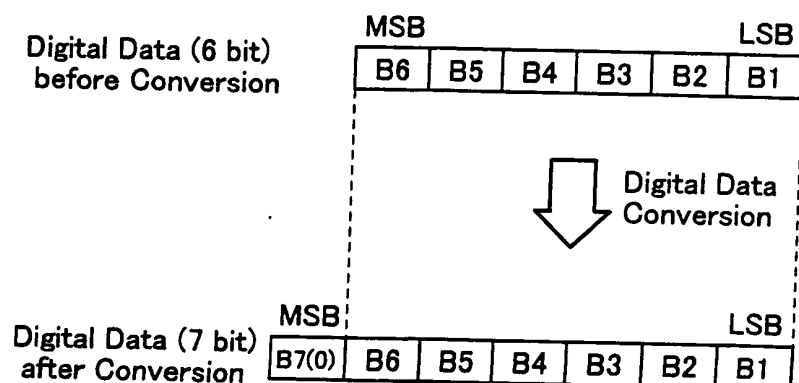 MSB LSB
Digital Data (6 bit)
before Conversion
B6 B5 B4 B3 B2 B1
Digital Data
Conversion
MSB LSB
Digital Data (7 bit)
after Conversion
B7(0) B6 B5 B4 B3 B2 B1